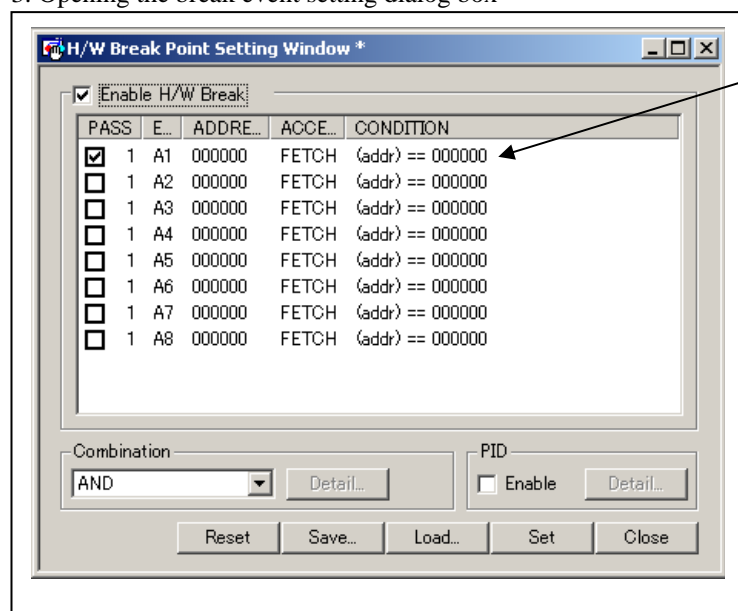 3. Opening the break event setting dialog box
H/W Break Point Setting Window *
Enable H/W Break
PASS E... ADDRE... ACCE... CONDITION
1 A1 000000 FETCH (addr) == 000000
1 A2 000000 FETCH (addr) == 000000
1 A3 000000 FETCH (addr) == 000000
1 A4 000000 FETCH (addr) == 000000
1 A5 000000 FETCH (addr) == 000000
1 A6 000000 FETCH (addr) == 000000
1 A7 000000 FETCH (addr) == 000000
1 A8 000000 FETCH (addr) == 000000
Combination PID
AND Detail... Enable Detail...
Reset Save... Load... Set Close